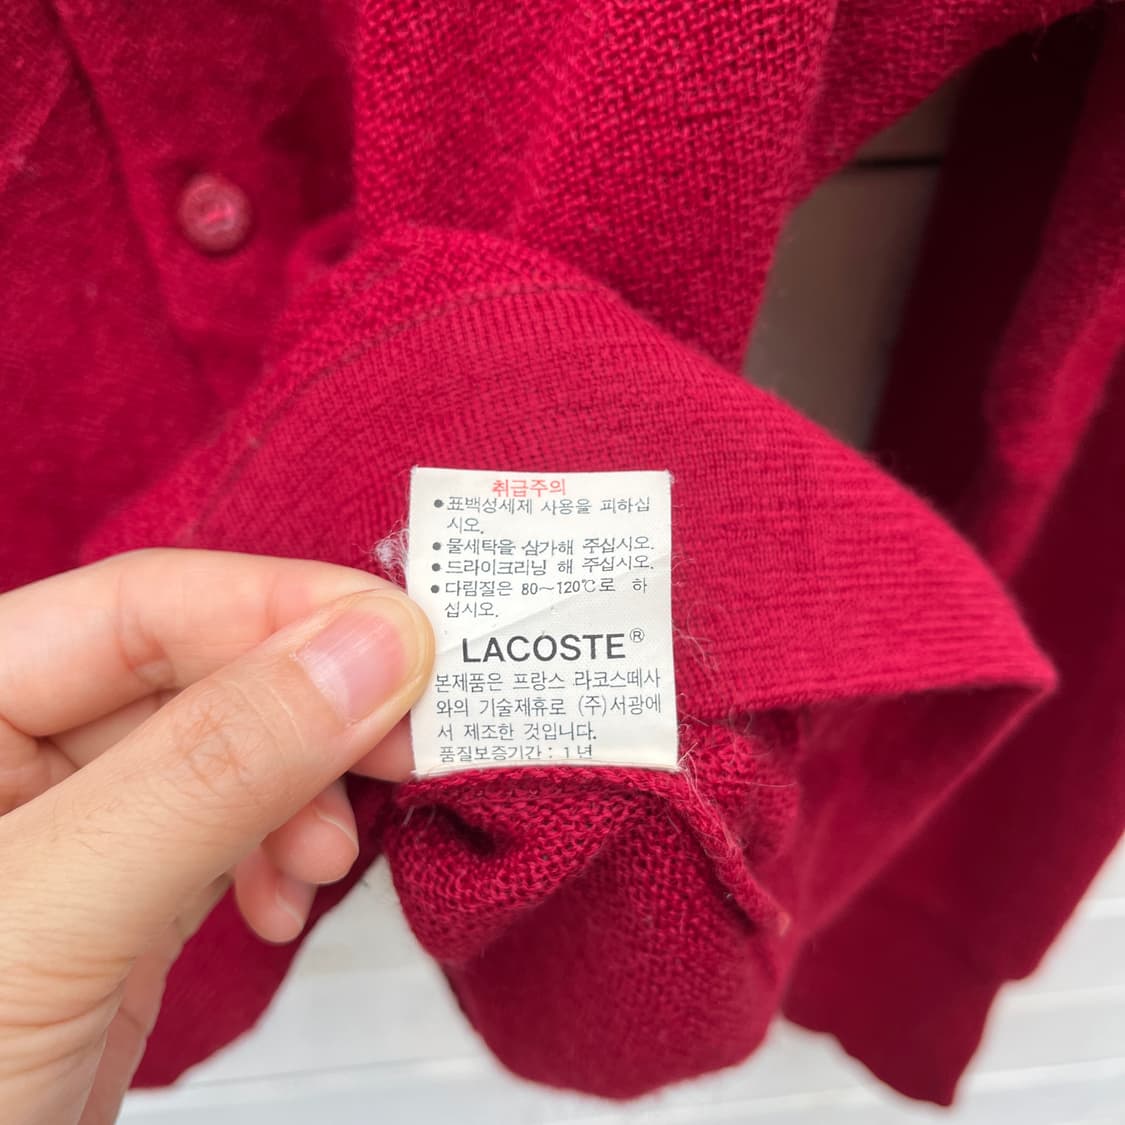 취급주의
●표백성세제 사용을 피하십
시오.
●물세탁을 삼가해 주십시오.
●드라이크리닝 해 주십시오.
●다림질은 80~120℃로 하
십시오.
LACOSTE®
본제품은 프랑스 라코스떼사
와의 기술제휴로 (주)서광에
서 제조한 것입니다.
품질보증기간 : 1년